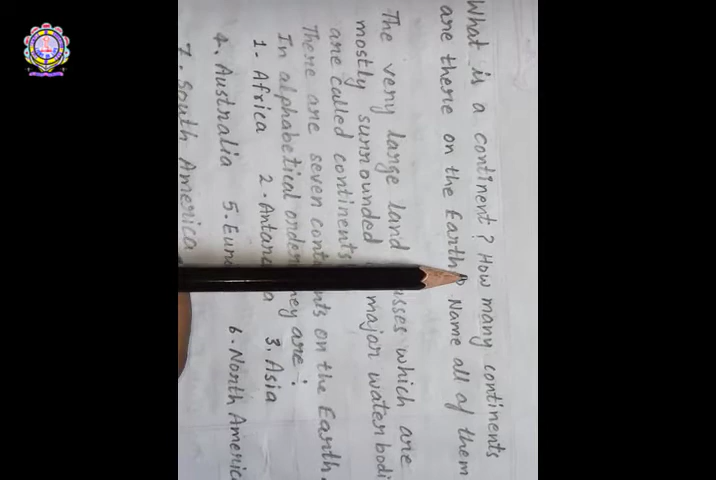 What is a continent? How many continents
are there on the Earth? Name all of them
The very large land which are
mostly surrounded major water bodi
are called continents
There are seven on the Earth.
In alphabetical order are:
1. Africa 2. 3. Asia
4. Australia 5. 6. North America
7. South America